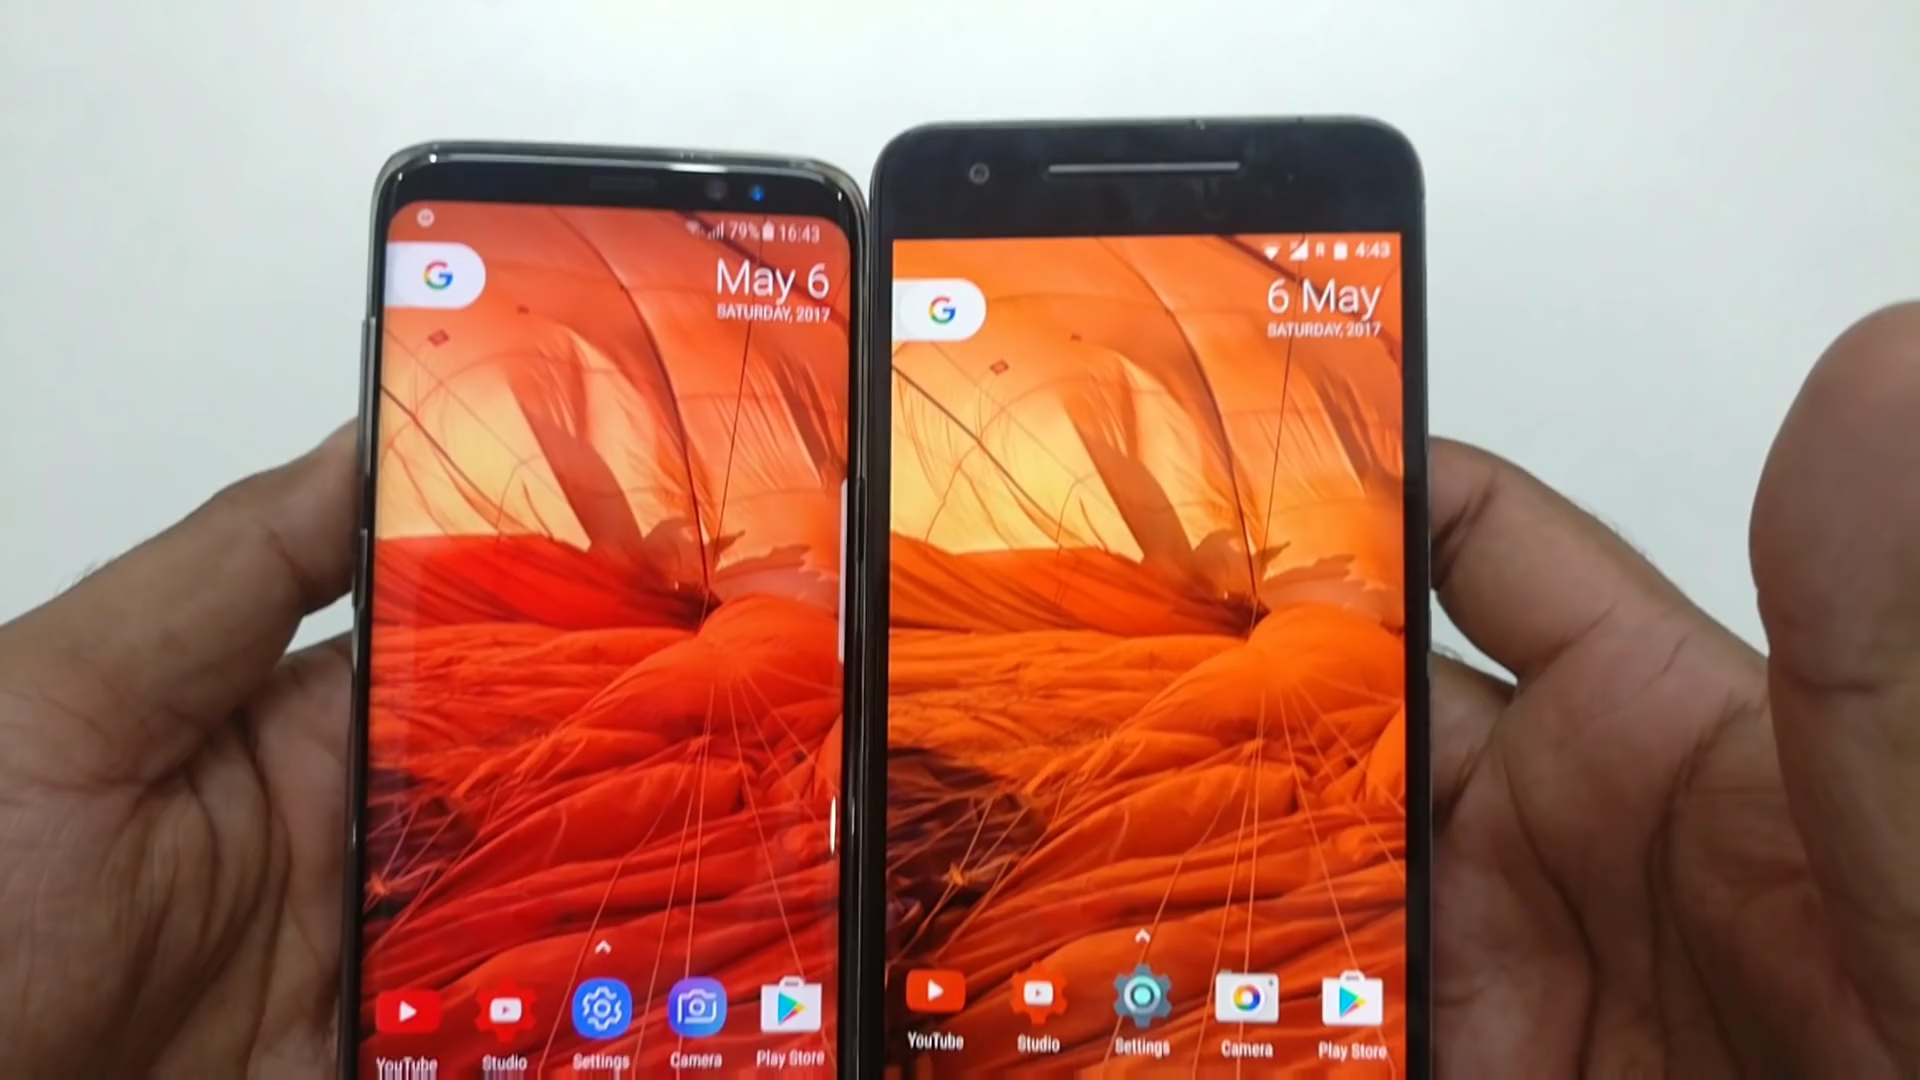 79% 16:43
May 6
SATURDAY, 2017
YouTube
Studio
Settings
Camera
Play Store
R 4:43
6 May
SATURDAY, 2017
YouTube
Studio
Settings
Camera
Play Store